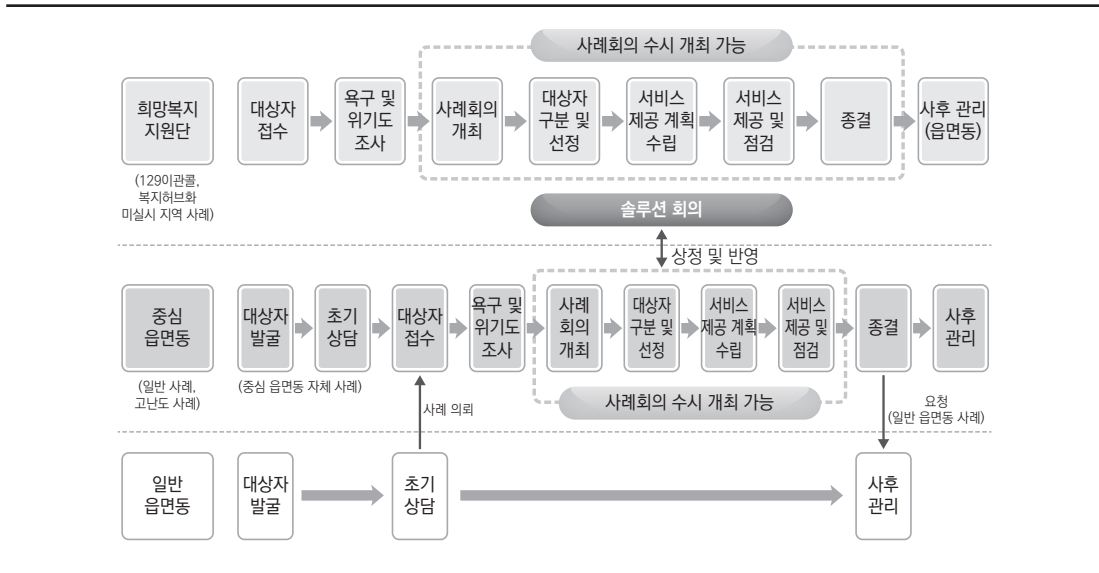 사례회의 수시 개최 가능
희망복지
지원단
(129이관콜,
복지허브화
미실시 지역 사례)
대상자
접수
욕구 및
위기도
조사
사례회의
개최
대상자
구분 및
선정
서비스
제공 계획
수립
서비스
제공 및
점검
종결
사후 관리
(읍면동)
솔루션 회의
상정 및 반영
중심
읍면동
(일반 사례,
고난도 사례)
대상자
발굴
초기
상담
(중심 읍면동 자체 사례)
대상자
접수
욕구 및
위기도
조사
사례
회의
개최
대상자
구분 및
선정
서비스
제공 계획
수립
서비스
제공 및
점검
종결
사후
관리
사례회의 수시 개최 가능
사례 의뢰
요청
(일반 읍면동 사례)
일반
읍면동
대상자
발굴
초기
상담
사후
관리